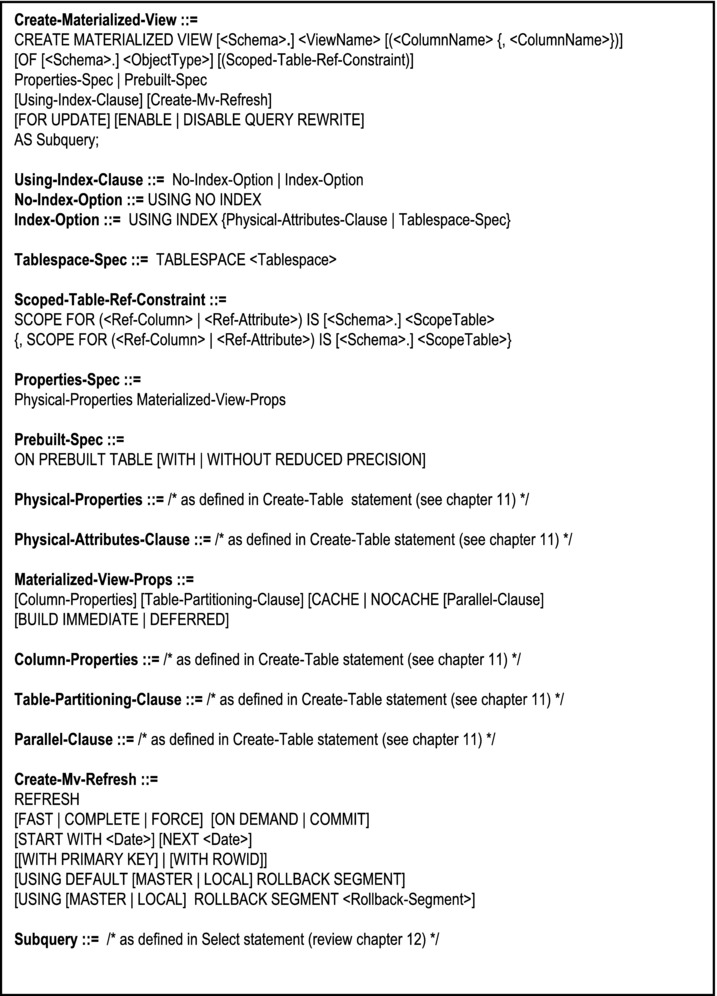 Create-Materialized-View ::=
CREATE MATERIALIZED VIEW [<Schema>.] <ViewName> [(<ColumnName> {, <ColumnName>})]
[OF [<Schema>.] <ObjectType>] [(Scoped-Table-Ref-Constraint)]
Properties-Spec | Prebuilt-Spec
[Using-Index-Clause] [Create-Mv-Refresh]
[FOR UPDATE] [ENABLE | DISABLE QUERY REWRITE]
AS Subquery;
Using-Index-Clause ::= No-Index-Option | Index-Option
No-Index-Option ::= USING NO INDEX
Index-Option ::= USING INDEX {Physical-Attributes-Clause | Tablespace-Spec}
Tablespace-Spec ::= TABLESPACE <Tablespace>
Scoped-Table-Ref-Constraint ::=
SCOPE FOR (<Ref-Column> | <Ref-Attribute>) IS [<Schema>.] <ScopeTable>
{, SCOPE FOR (<Ref-Column> | <Ref-Attribute>) IS [<Schema>.] <ScopeTable>}
Properties-Spec ::=
Physical-Properties Materialized-View-Props
Prebuilt-Spec ::=
ON PREBUILT TABLE [WITH | WITHOUT REDUCED PRECISION]
Physical-Properties ::= /* as defined in Create-Table statement (see chapter 11) */
Physical-Attributes-Clause ::= /* as defined in Create-Table statement (see chapter 11) */
Materialized-View-Props ::=
[Column-Properties] [Table-Partitioning-Clause] [CACHE | NOCACHE [Parallel-Clause]
[BUILD IMMEDIATE | DEFERRED]
Column-Properties ::= /* as defined in Create-Table statement (see chapter 11) */
Table-Partitioning-Clause ::= /* as defined in Create-Table statement (see chapter 11) */
Parallel-Clause ::= /* as defined in Create-Table statement (see chapter 11) */
Create-Mv-Refresh ::=
REFRESH
[FAST | COMPLETE | FORCE] [ON DEMAND | COMMIT]
[START WITH <Date>] [NEXT <Date>]
[[WITH PRIMARY KEY] | [WITH ROWID]]
[USING DEFAULT [MASTER | LOCAL] ROLLBACK SEGMENT]
[USING [MASTER | LOCAL] ROLLBACK SEGMENT <Rollback-Segment>]
Subquery ::= /* as defined in Select statement (review chapter 12) */